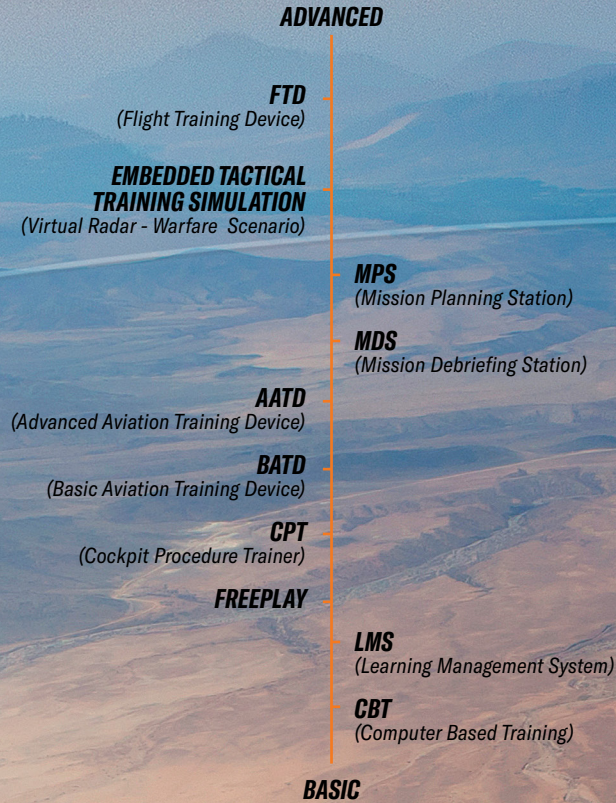 ADVANCED
FTD
(Flight Training Device)
EMBEDDED TACTICAL
TRAINING SIMULATION
(Virtual Radar - Warfare Scenario)
MPS
(Mission Planning Station)
MDS
(Mission Debriefing Station)
AATD
(Advanced Aviation Training Device)
BATD
(Basic Aviation Training Device)
CPT
(Cockpit Procedure Trainer)
FREEPLAY
LMS
(Learning Management System)
CBT
(Computer Based Training)
BASIC